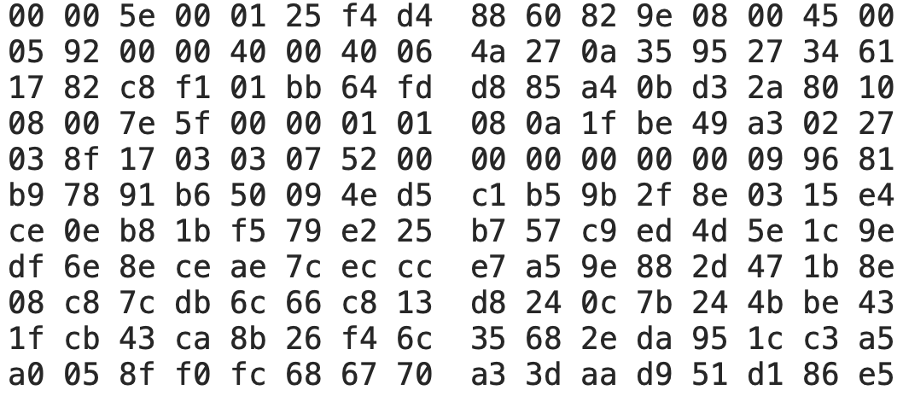 00 00 5e 00 01 25 f4 d4 88 60 82 9e 08 00 45 00
05 92 00 00 40 00 40 06 4a 27 0a 35 95 27 34 61
17 82 c8 f1 01 bb 64 fd d8 85 a4 0b d3 2a 80 10
08 00 7e 5f 00 00 01 01 08 0a 1f be 49 a3 02 27
03 8f 17 03 03 07 52 00 00 00 00 00 00 09 96 81
b9 78 91 b6 50 09 4e d5 c1 b5 9b 2f 8e 03 15 e4
ce 0e b8 1b f5 79 e2 25 b7 57 c9 ed 4d 5e 1c 9e
df 6e 8e ce ae 7c ec cc e7 a5 9e 88 2d 47 1b 8e
08 c8 7c db 6c 66 c8 13 d8 24 0c 7b 24 4b be 43
1f cb 43 ca 8b 26 f4 6c 35 68 2e da 95 1c c3 a5
a0 05 8f f0 fc 68 67 70 a3 3d aa d9 51 d1 86 e5